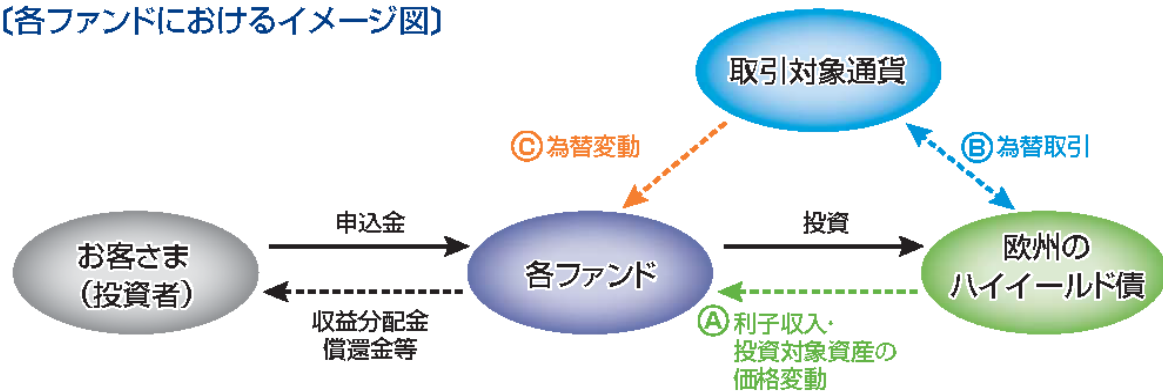 〔各ファンドにおけるイメージ図〕
取引対象通貨
Ⓒ為替変動
Ⓑ為替取引
お客さま
（投資者）
申込金
収益分配金
償還金等
各ファンド
投資
Ⓐ利子収入・
投資対象資産の
価格変動
欧州の
ハイイールド債